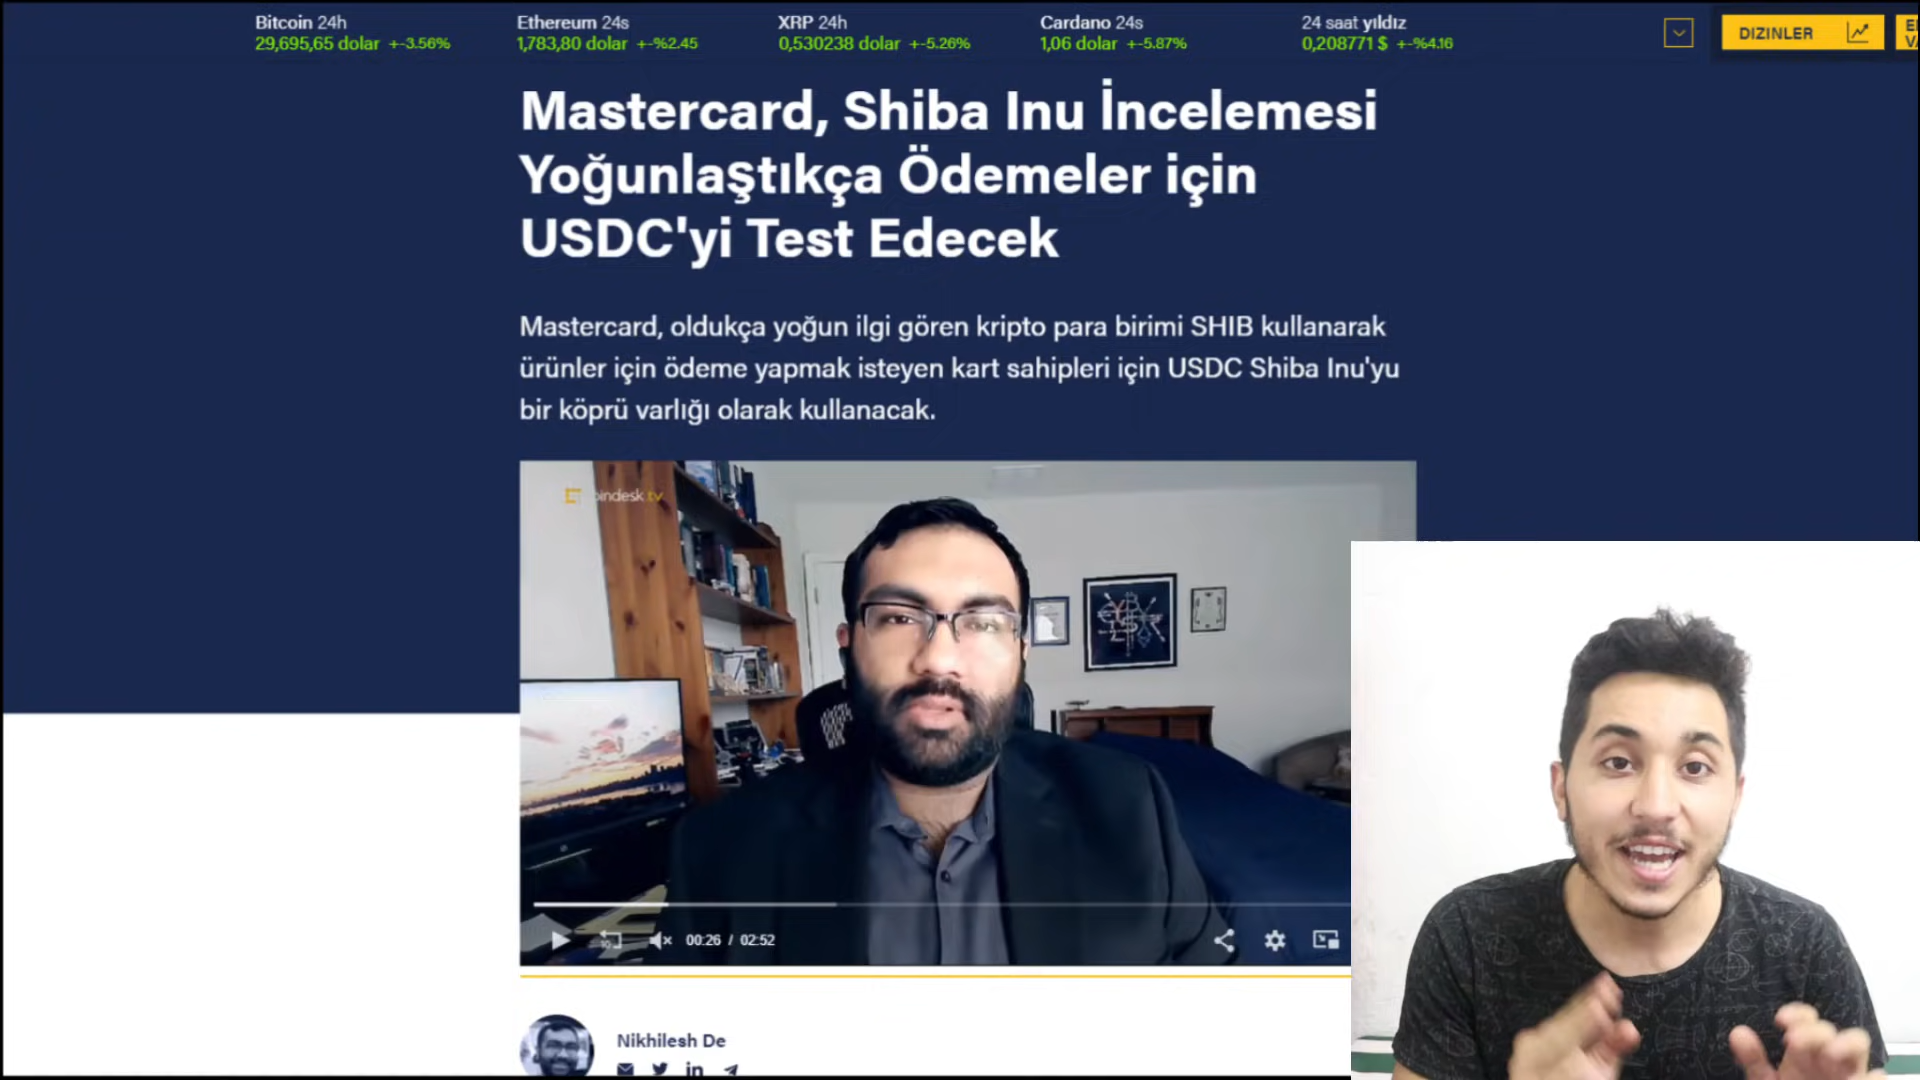 Bitcoin 24h
29,695,65 dolar +-3.56%
Ethereum 24s
1,783,80 dolar +-%2.45
XRP 24h
0,530238 dolar +-5.26%
Cardano 24s
1,06 dolar +-5.87%
24 saat yıldız
0,208771 $ +-%4.16
DIZINLER
Mastercard, Shiba Inu İncelemesi
Yoğunlaştıkça Ödemeler için
USDC'yi Test Edecek
Mastercard, oldukça yoğun ilgi gören kripto para birimi SHIB kullanarak
ürünler için ödeme yapmak isteyen kart sahipleri için USDC Shiba Inu'yu
bir köprü varlığı olarak kullanacak.
coindesk tv
10
00:26 / 02:52
Nikhilesh De